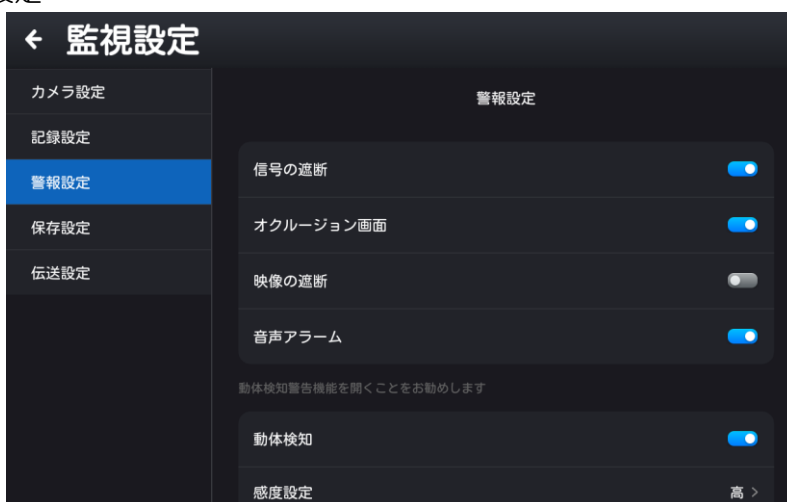 監視設定
カメラ設定
記録設定
警報設定
保存設定
伝送設定
警報設定
信号の遮断
オクルージョン画面
映像の遮断
音声アラーム
動体検知警告機能を開くことをお勧めします
動体検知
感度設定
高